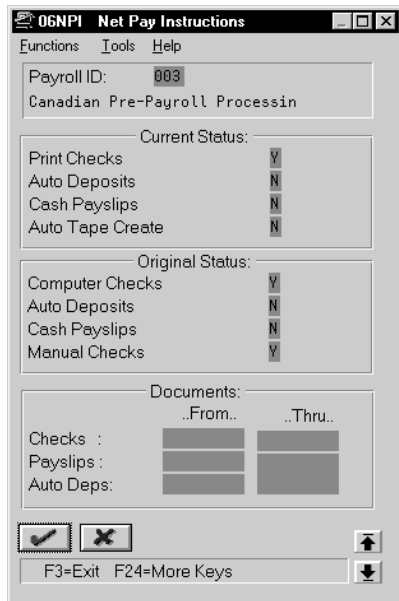 06NPI Net Pay Instructions
Functions Tools Help
Payroll ID: 003
Canadian Pre-Payroll Processin
Current Status:
Print Checks Y
Auto Deposits N
Cash Payslips N
Auto Tape Create N
Original Status:
Computer Checks Y
Auto Deposits N
Cash Payslips N
Manual Checks Y
Documents:
..From.. ..Thru..
Checks :
Payslips :
Auto Deps:
F3=Exit F24=More Keys